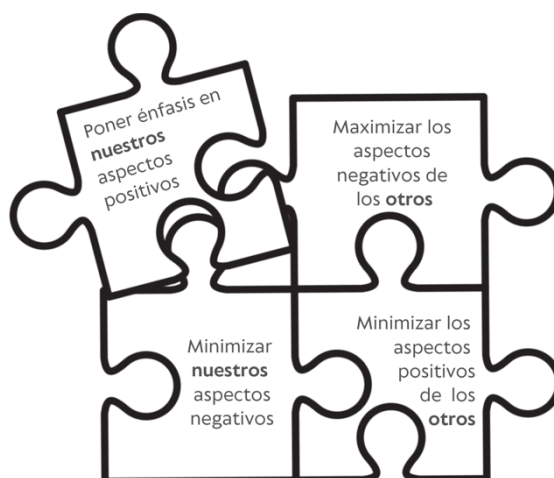 Poner énfasis en
nuestros
aspectos
positivos
Maximizar los
aspectos
negativos de
los otros
Minimizar
nuestros
aspectos
negativos
Minimizar los
aspectos
positivos
de los
otros